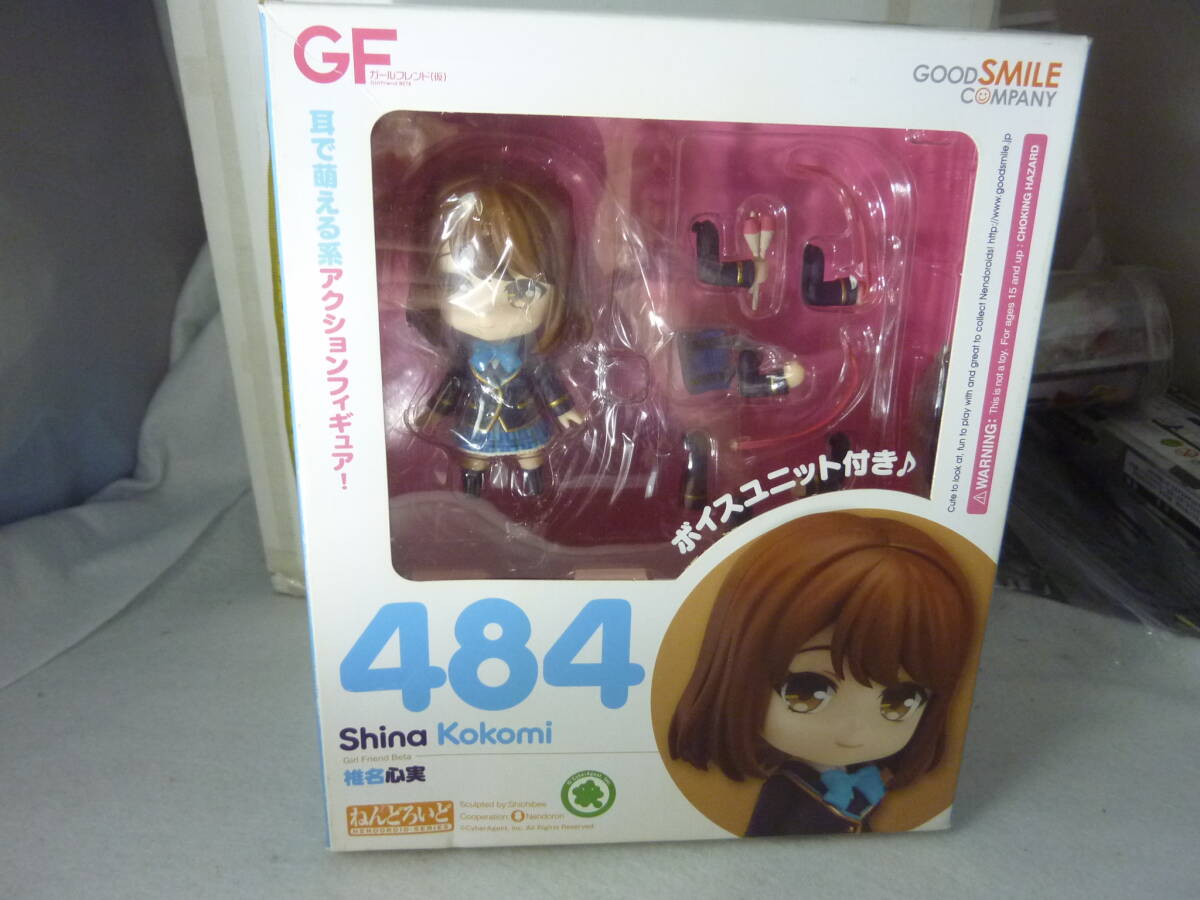 GF
ガールフレンド(仮)
Girlfriend BETA
GOOD SMILE
COMPANY
耳で萌える系アクションフィギュア!
Cute to look at, fun to play with and great to collect Nendoroids! http://www.goodsmile.jp
WARNING: This is not a toy. For ages 15 and up : CHOKING HAZARD
ボイスユニット付き♪
484
Shina Kokomi
Girl Friend Beta
椎名心実
ねんどろいど
NENDOROID SERIES
Sculpted by Shichibee
Cooperation Nendoron
©CyberAgent, Inc. All Rights Reserved